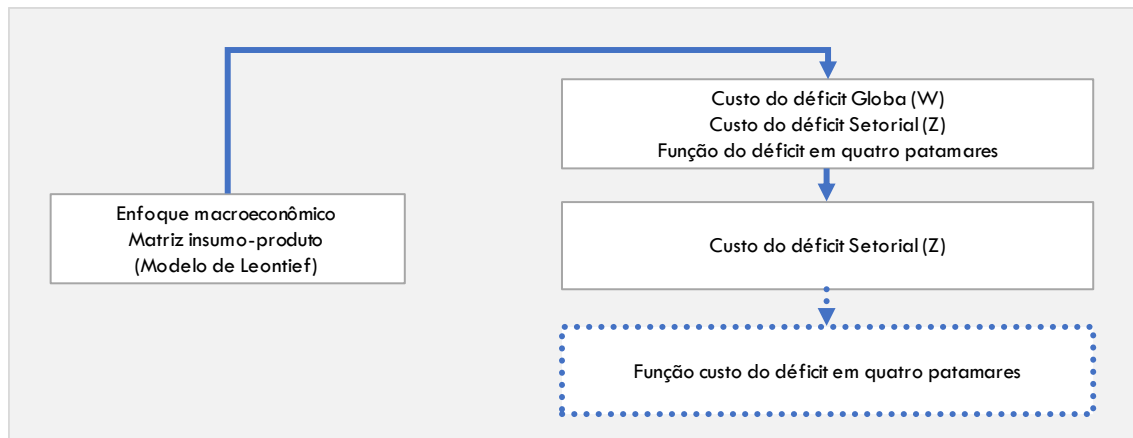 Custo do déficit Globa (W)
Custo do déficit Setorial (Z)
Função do déficit em quatro patamares
Enfoque macroeconômico
Matriz insumo-produto
(Modelo de Leontief)
Custo do déficit Setorial (Z)
Função custo do déficit em quatro patamares